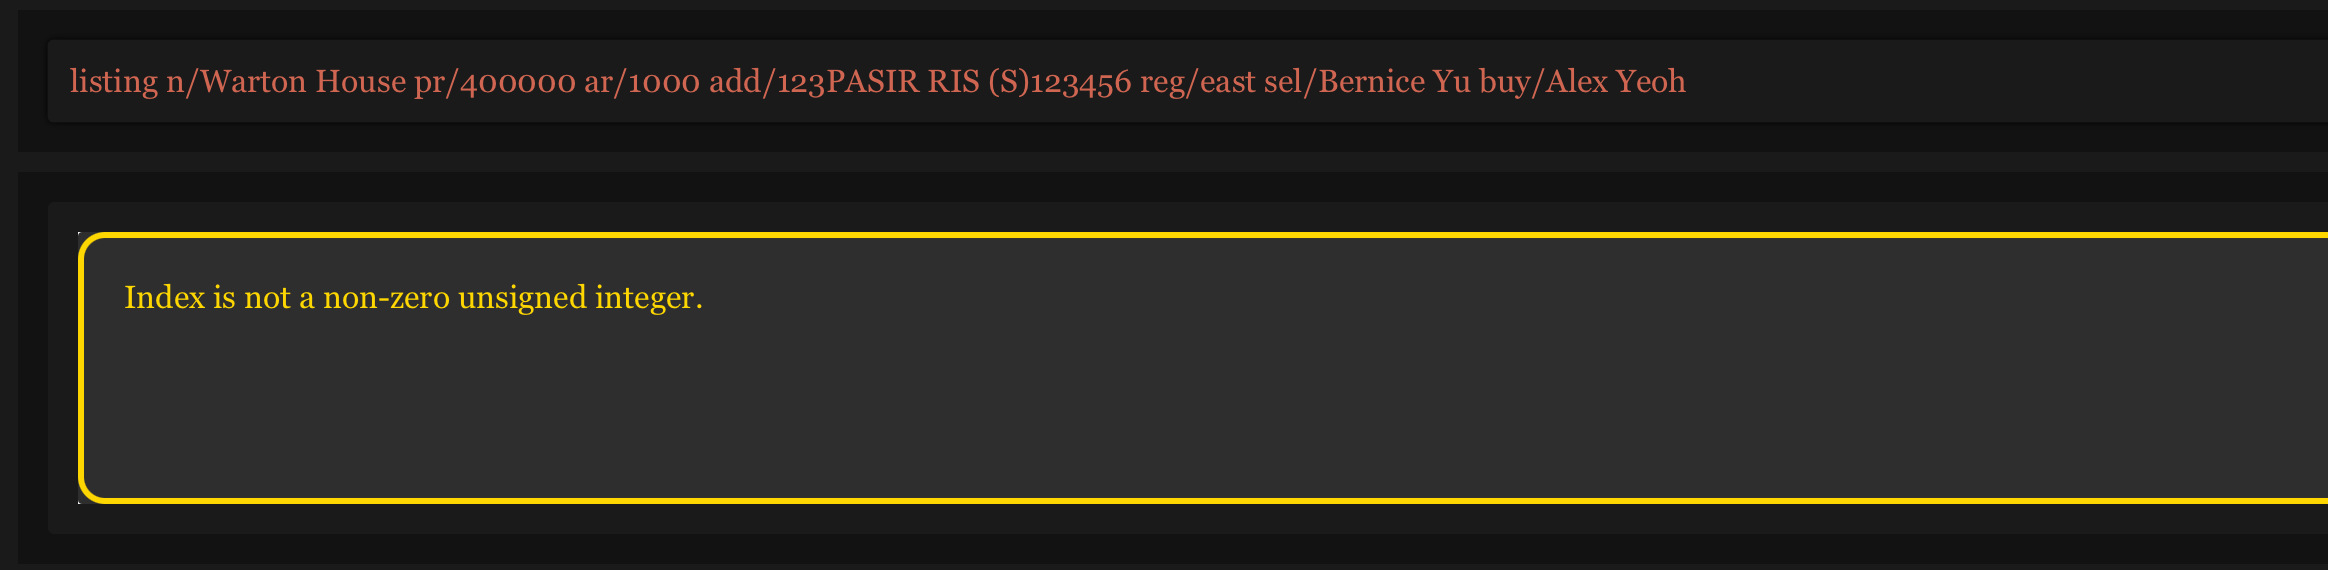 listing n/Warton House pr/400000 ar/1000 add/123PASIR RIS (S)123456 reg/east sel/Bernice Yu buy/Alex Yeoh
Index is not a non-zero unsigned integer.